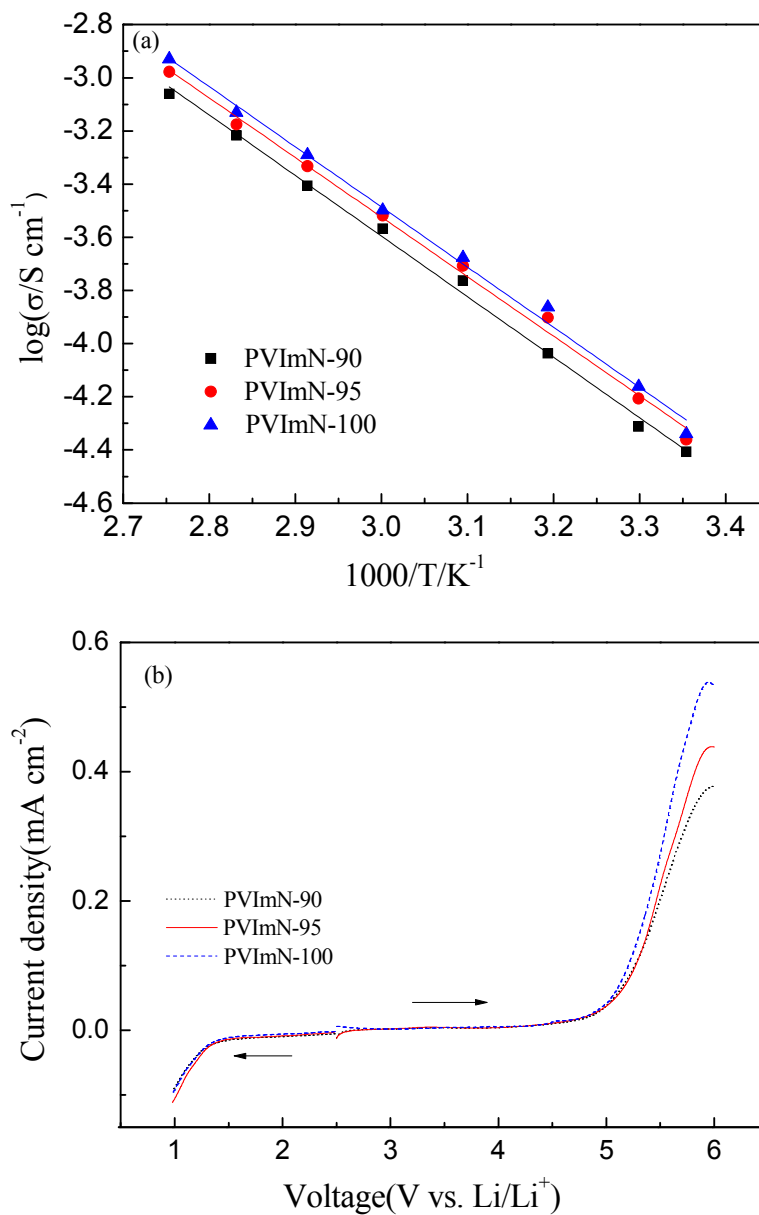 (a)
-2.8
-3.0
-3.2
-3.4
-3.6
-3.8
-4.0
-4.2
-4.4
-4.6
log(σ/S cm⁻¹)
PVImN-90
PVImN-95
PVImN-100
2.7 2.8 2.9 3.0 3.1 3.2 3.3 3.4
1000/T/K⁻¹
(b)
0.6
0.4
0.2
0.0
Current density(mA cm⁻²)
PVImN-90
PVImN-95
PVImN-100
1 2 3 4 5 6
Voltage(V vs. Li/Li⁺)